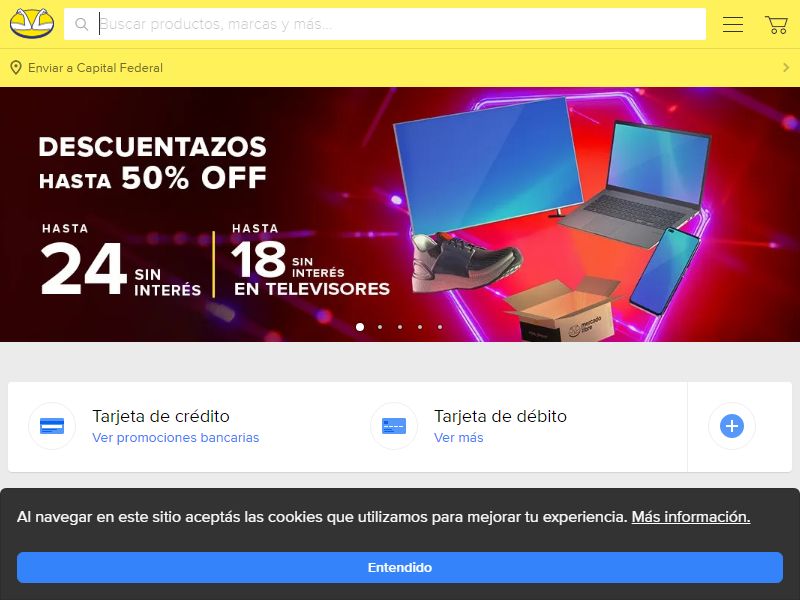 Buscar productos, marcas y más...
Enviar a Capital Federal
DESCUENTAZOS
HASTA 50% OFF
HASTA
24 SIN
INTERÉS
HASTA
18 SIN
INTERÉS
EN TELEVISORES
mercado
libre
Tarjeta de crédito
Ver promociones bancarias
Tarjeta de débito
Ver más
Al navegar en este sitio aceptás las cookies que utilizamos para mejorar tu experiencia. Más información.
Entendido